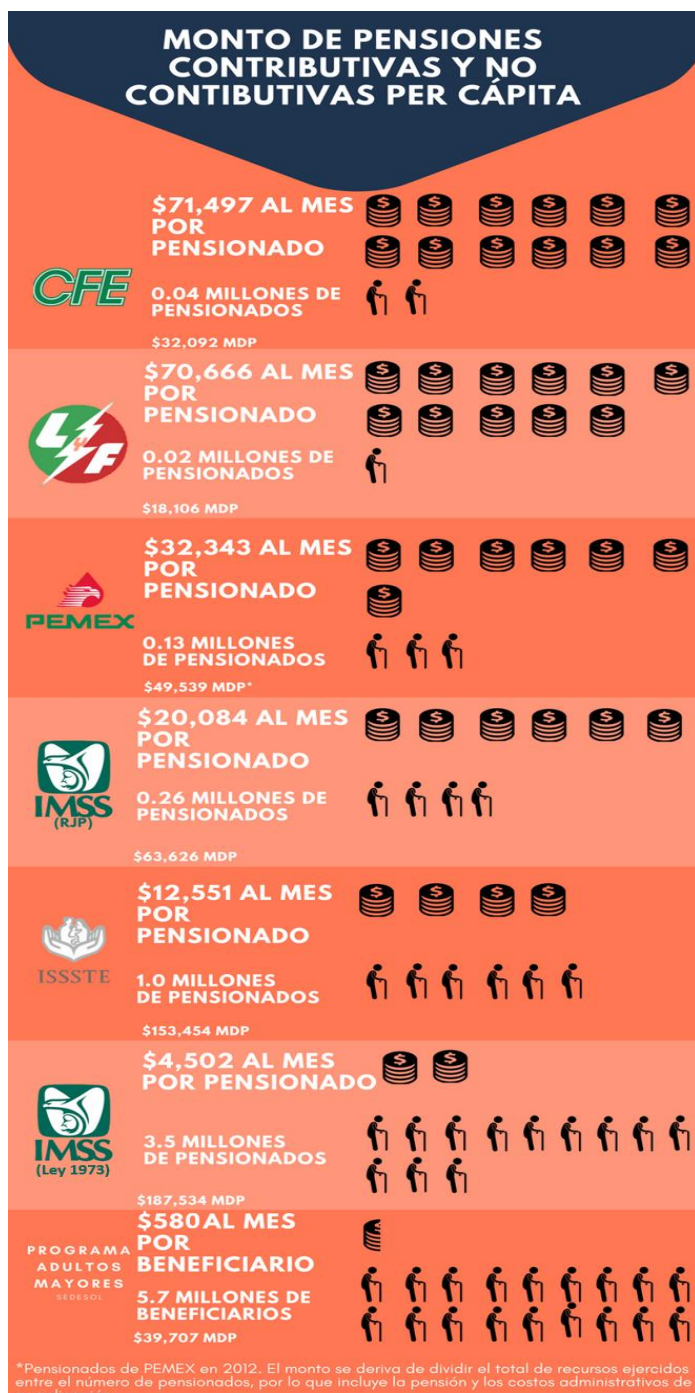 MONTO DE PENSIONES
CONTRIBUTIVAS Y NO
CONTIBUTIVAS PER CÁPITA
$71,497 AL MES
POR
PENSIONADO
CFE
0.04 MILLONES DE
PENSIONADOS
$32,092 MDP
$70,666 AL MES
POR
PENSIONADO
L y F
0.02 MILLONES DE
PENSIONADOS
$18,106 MDP
$32,343 AL MES
POR
PENSIONADO
PEMEX
0.13 MILLONES
DE PENSIONADOS
$49,539 MDP*
$20,084 AL MES
POR
PENSIONADO
IMSS
(RJP)
0.26 MILLONES DE
PENSIONADOS
$63,626 MDP
$12,551 AL MES
POR
PENSIONADO
ISSSTE
1.0 MILLONES
DE PENSIONADOS
$153,454 MDP
$4,502 AL MES
POR PENSIONADO
IMSS
(Ley 1973)
3.5 MILLONES
DE PENSIONADOS
$187,534 MDP
$580 AL MES
POR
BENEFICIARIO
PROGRAMA
ADULTOS
MAYORES
SEDESOL
5.7 MILLONES DE
BENEFICIARIOS
$39,707 MDP
*Pensionados de PEMEX en 2012. El monto se deriva de dividir el total de recursos ejercidos
entre el número de pensionados, por lo que incluye la pensión y los costos administrativos de